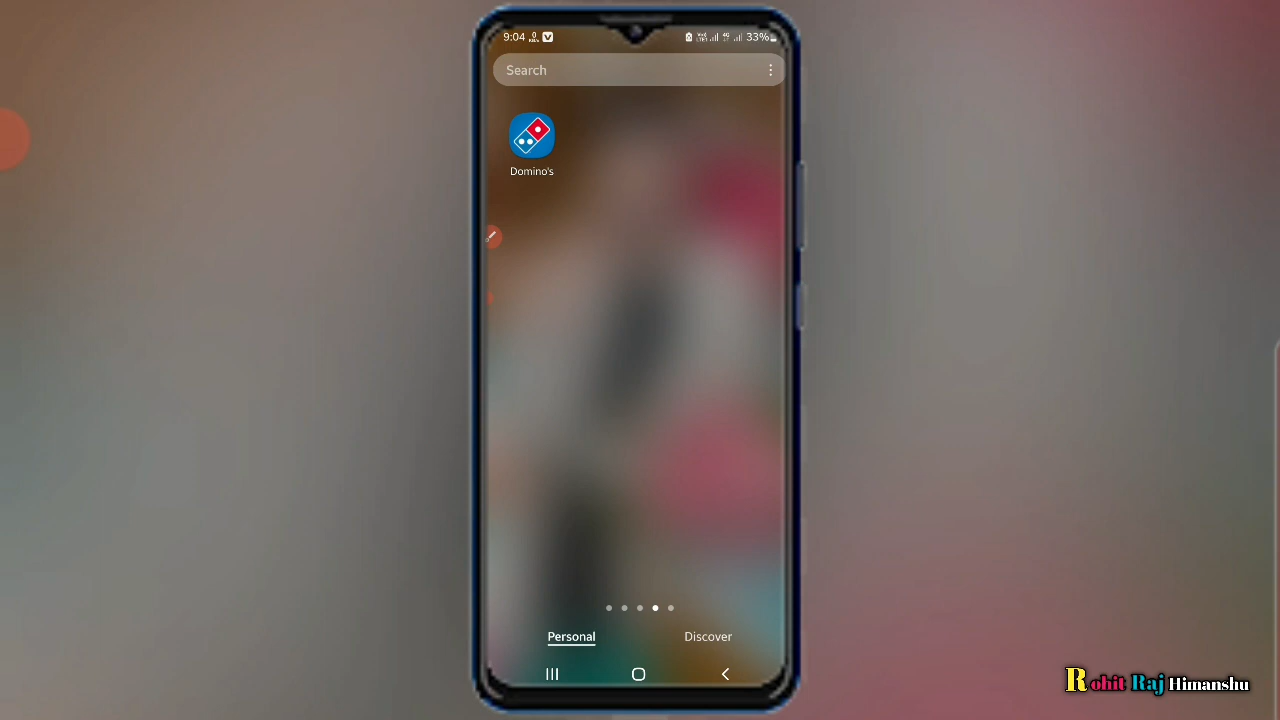 9:04 33%
Search
Domino's
Personal Discover
Rohit Raj Himanshu